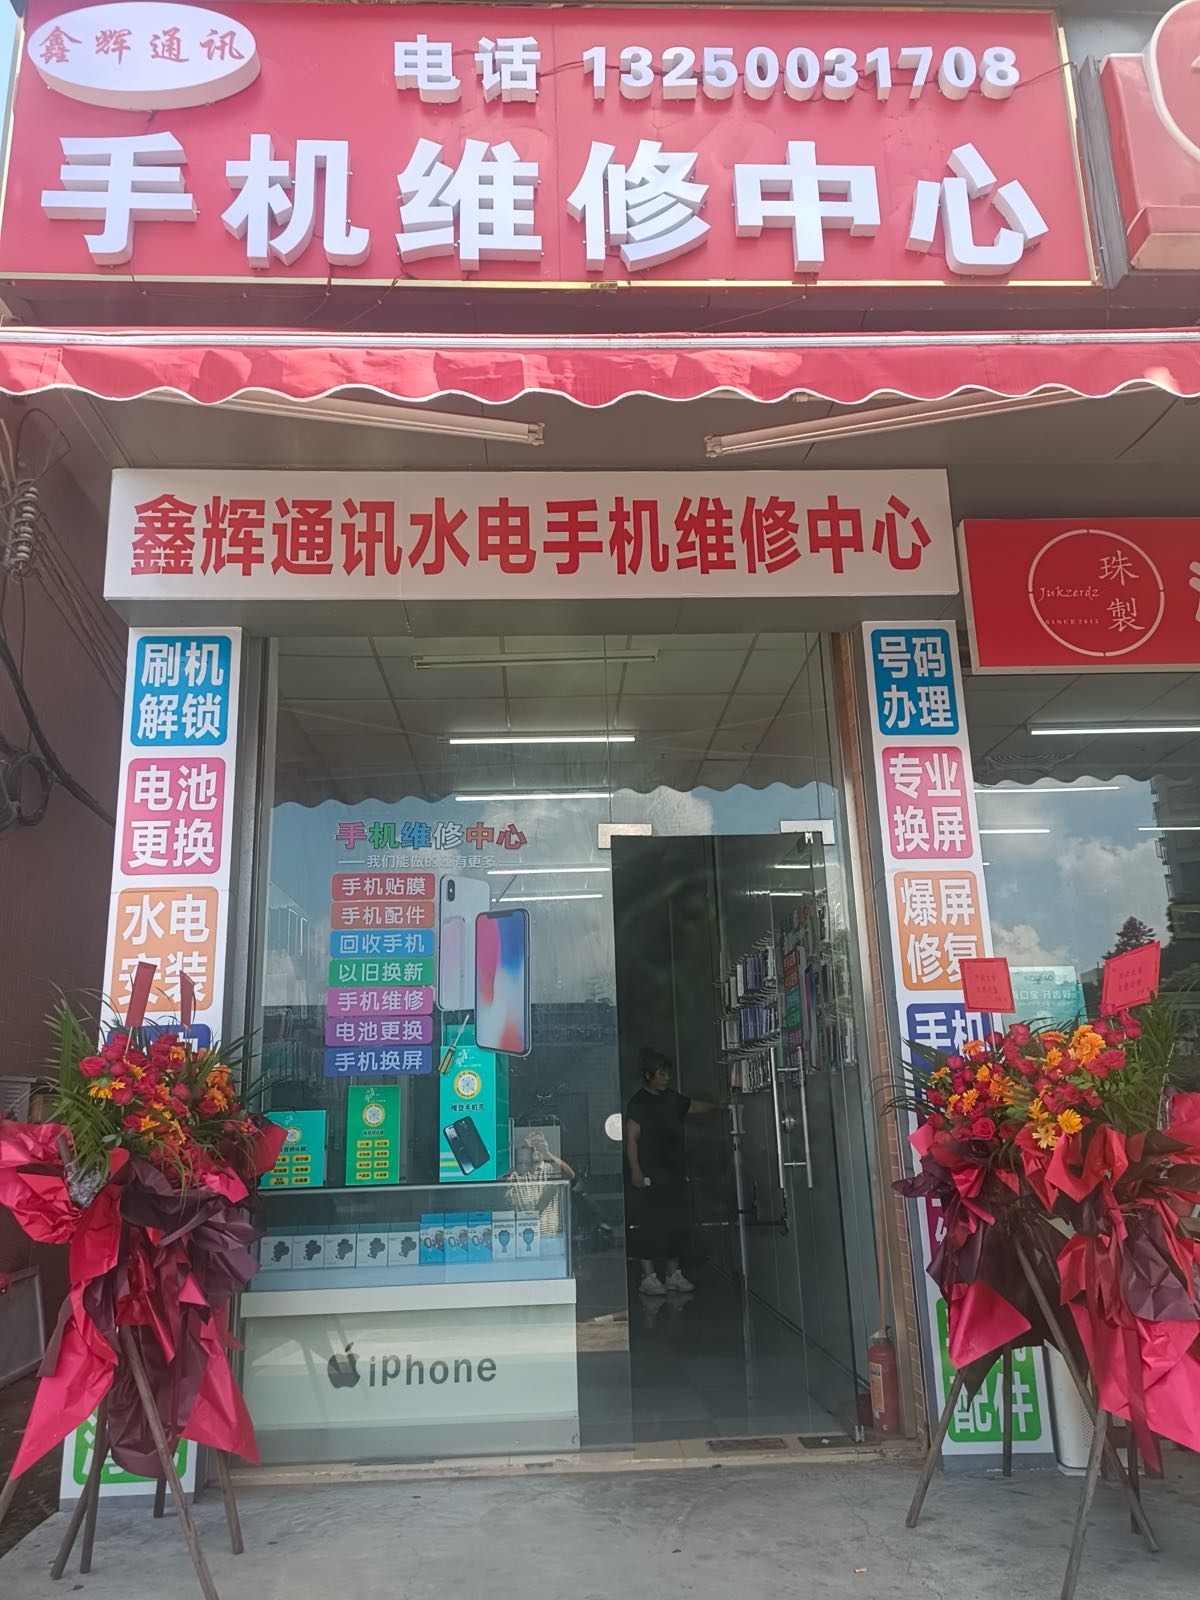 鑫辉通讯
电话 13250031708
手机维修中心
鑫辉通讯水电手机维修中心
珠製
Jukzerdz
SINCE 2013
刷机
解锁
电池
更换
水电
安装
号码
办理
专业
换屏
爆屏
修复
手机
配件
手机维修中心
手机贴膜
手机配件
回收手机
以旧换新
手机维修
电池更换
手机换屏
iPhone